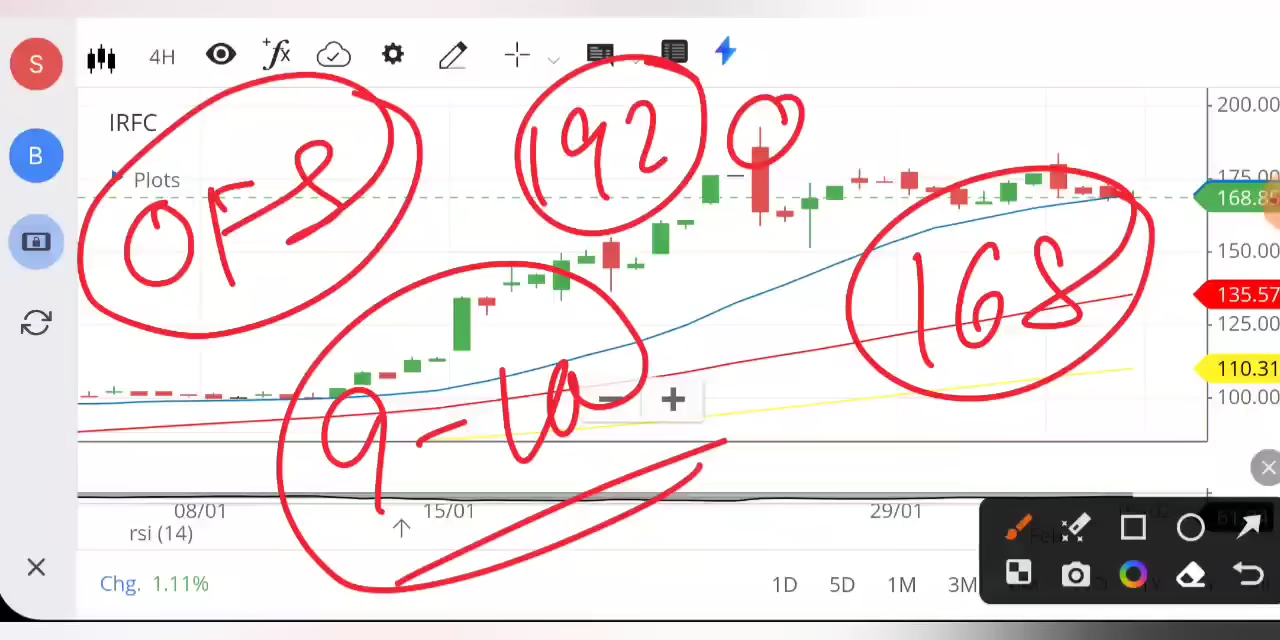 S
4H
fx
200.00
IRFC
192
B
Plots
OFS
175.00
168.85
150.00
168
135.57
125.00
110.31
100.00
9-10
08/01
15/01
29/01
rsi (14)
Chg. 1.11%
1D
5D
1M
3M